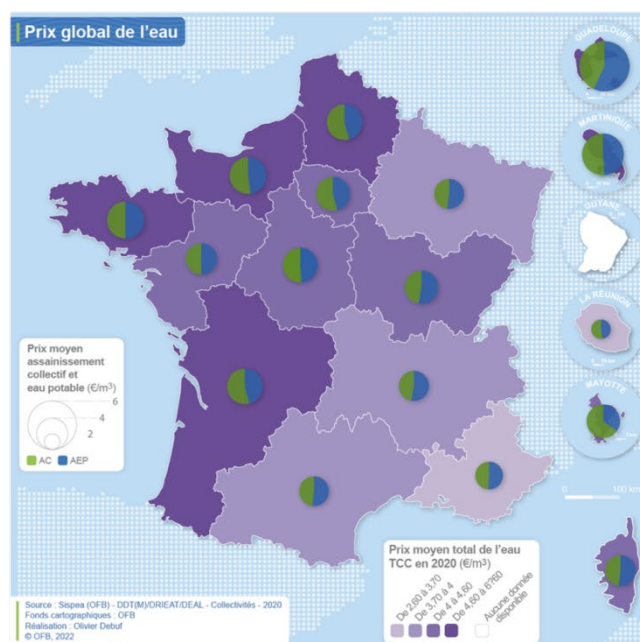 Prix global de l'eau
GUADELOUPE
MARTINIQUE
GUYANE
LA RÉUNION
MAYOTTE
Prix moyen
assainissement
collectif et
eau potable (€/m³)
6
4
2
AC AEP
0 100 km
Prix moyen total de l'eau
TCC en 2020 (€/m³)
De 2,60 à 3,70
De 3,70 à 4
De 4 à 4,60
De 4,60 à 6?60
Aucune donnée
disponible
Source : Sispea (OFB) - DDT(M)/DRIEAT/DEAL - Collectivités - 2020
Fonds cartographiques : OFB
Réalisation : Olivier Debuf
© OFB, 2022